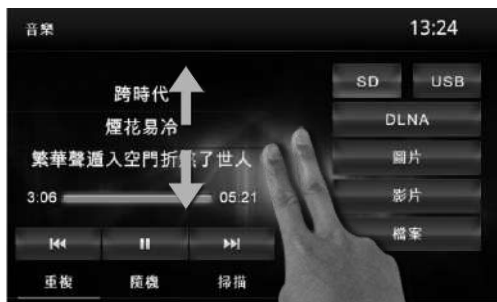 音樂
13:24
跨時代
煙花易冷
繁華聲遁入空門折煞了世人
3:06
05:21
重複
隨機
掃描
SD
USB
DLNA
圖片
影片
檔案